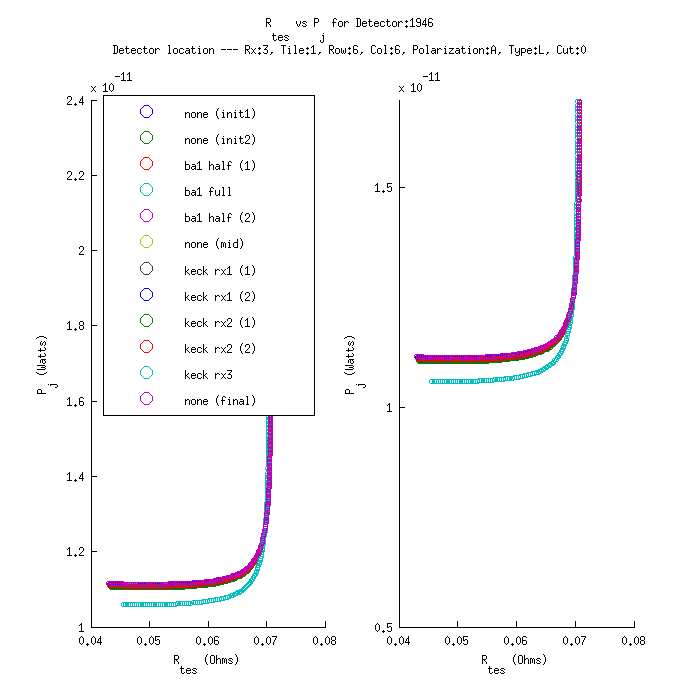 R tes vs P j for Detector:1946
Detector location --- Rx:3, Tile:1, Row:6, Col:6, Polarization:A, Type:L, Cut:0
x 10 -11
2.4
2.2
2
1.8
1.6
1.4
1.2
1
P j (Watts)
none (init1)
none (init2)
ba1 half (1)
ba1 full
ba1 half (2)
none (mid)
keck rx1 (1)
keck rx1 (2)
keck rx2 (1)
keck rx2 (2)
keck rx3
none (final)
0.04 0.05 0.06 0.07 0.08
R tes (Ohms)
x 10 -11
1.5
1
0.5
P j (Watts)
0.04 0.05 0.06 0.07 0.08
R tes (Ohms)